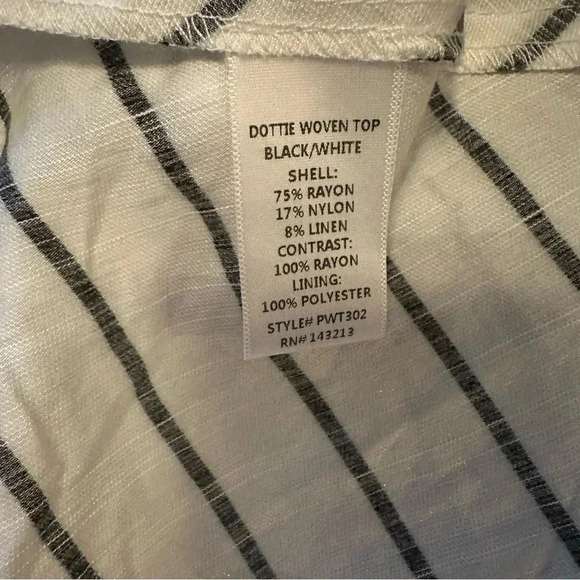 DOTTIE WOVEN TOP
BLACK/WHITE
SHELL:
75% RAYON
17% NYLON
8% LINEN
CONTRAST:
100% RAYON
LINING:
100% POLYESTER
STYLE# PWT302
RN# 143213